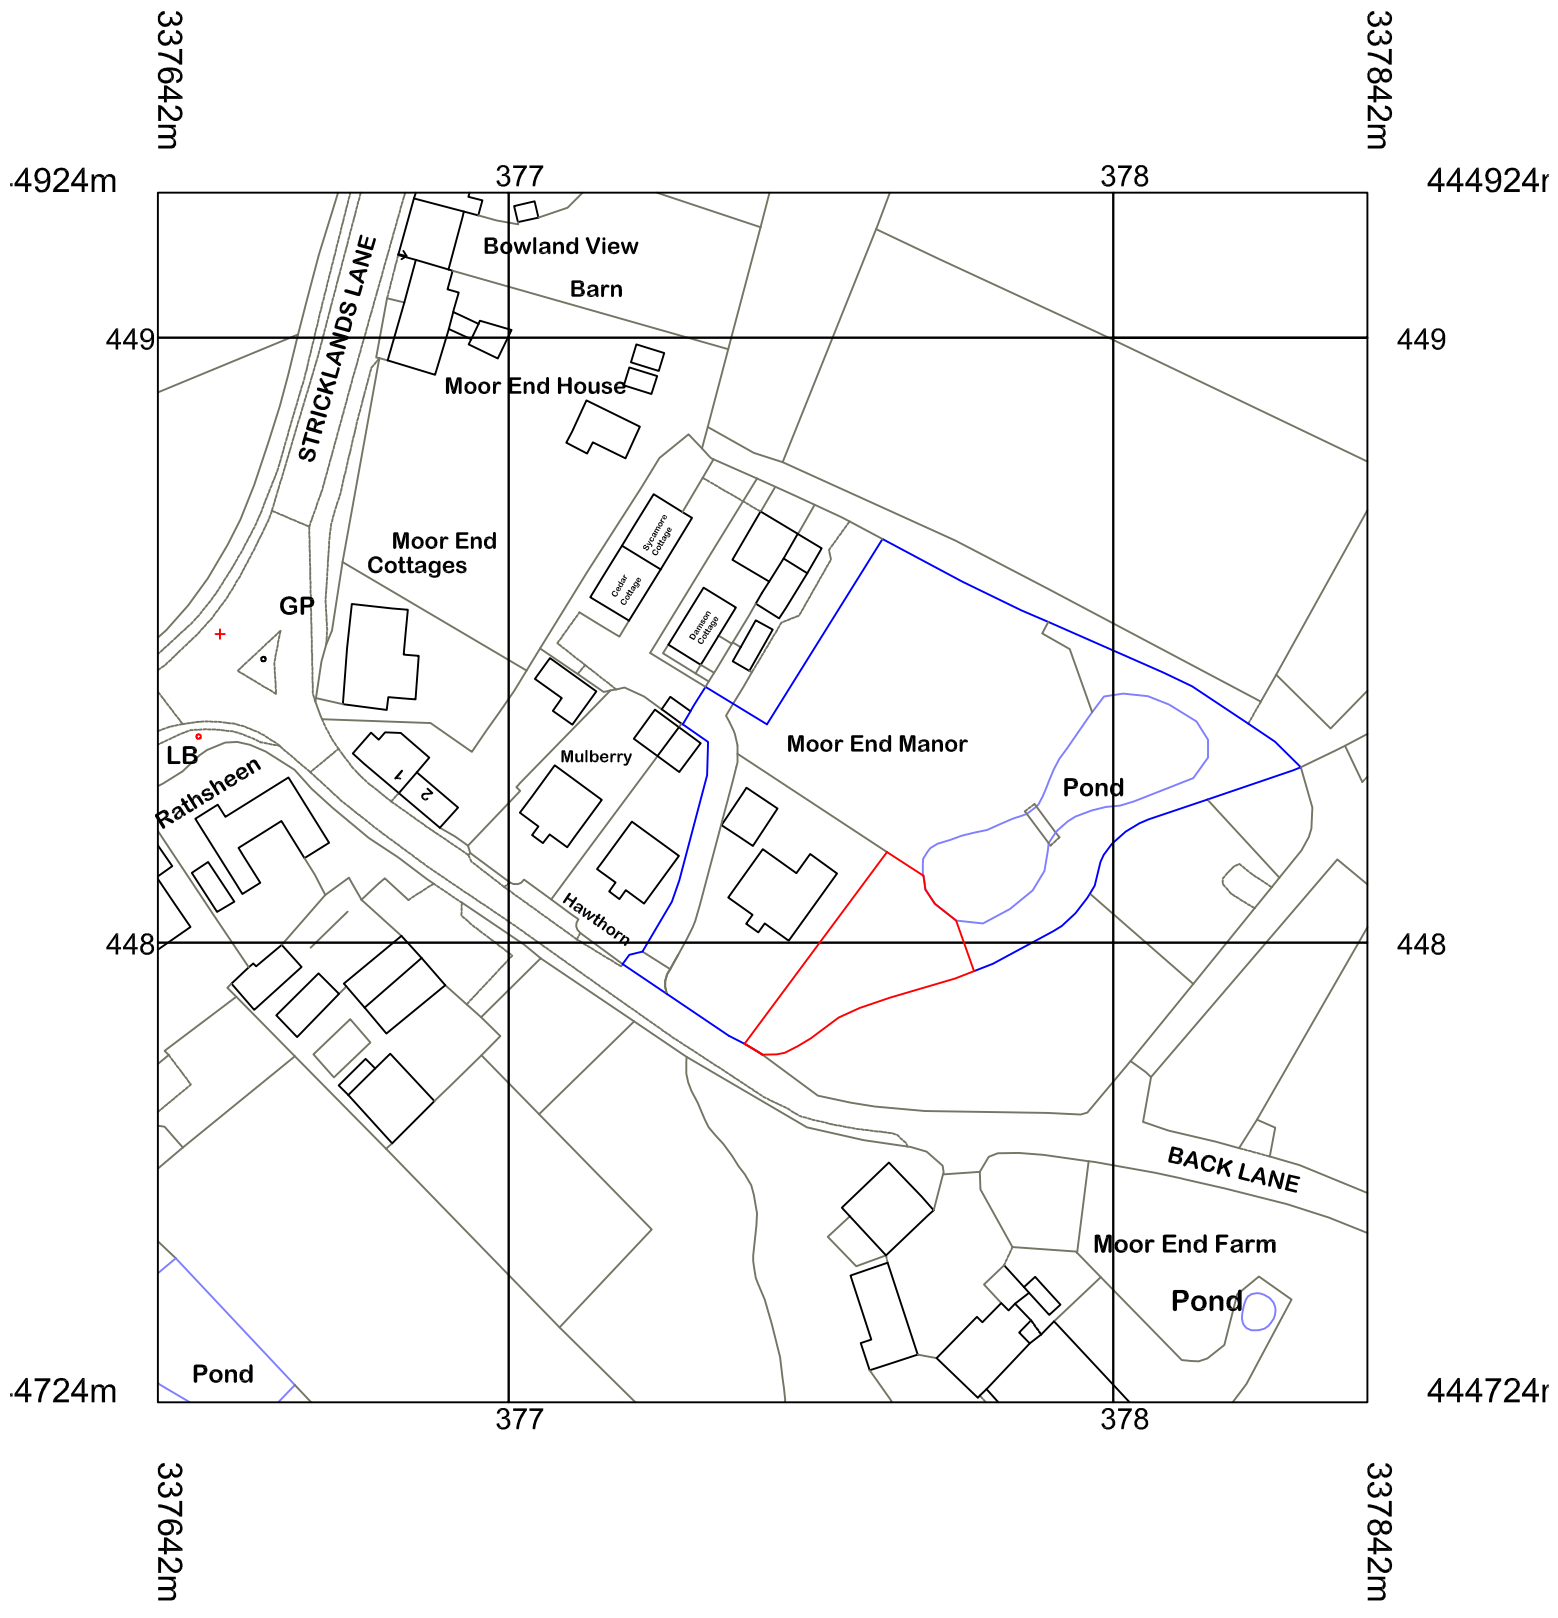 337642m
337842m
.4924m
377
378
444924m
Bowland View
Barn
STRICKLANDS LANE
449
449
Moor End House
Sycamore
Cottage
Moor End
Cottages
Cedar
Cottage
GP
Damson
Cottage
LB
Mulberry
Moor End Manor
1
2
Rathsheen
Pond
Hawthorn
448
448
BACK LANE
Moor End Farm
Pond
Pond
.4724m
377
378
444724m
337642m
337842m